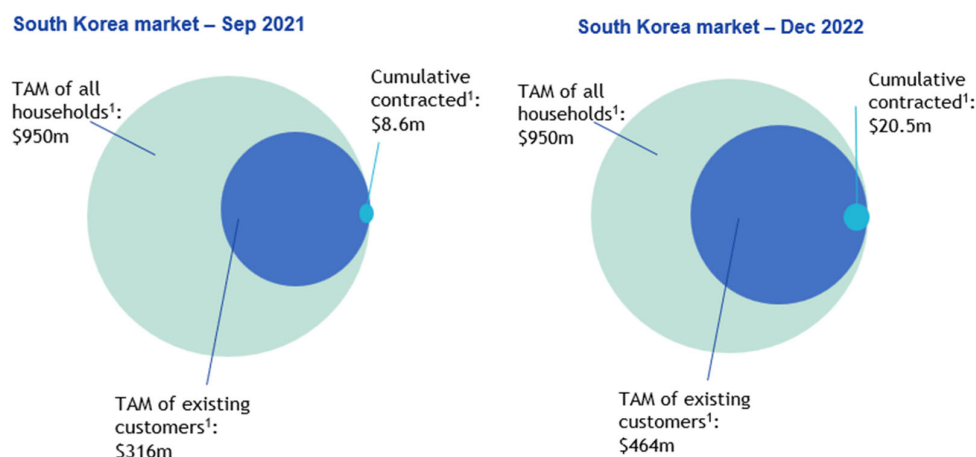 South Korea market – Sep 2021
TAM of all
households¹:
$950m
Cumulative
contracted¹:
$8.6m
TAM of existing
customers¹:
$316m
South Korea market – Dec 2022
TAM of all
households¹:
$950m
Cumulative
contracted¹:
$20.5m
TAM of existing
customers¹:
$464m